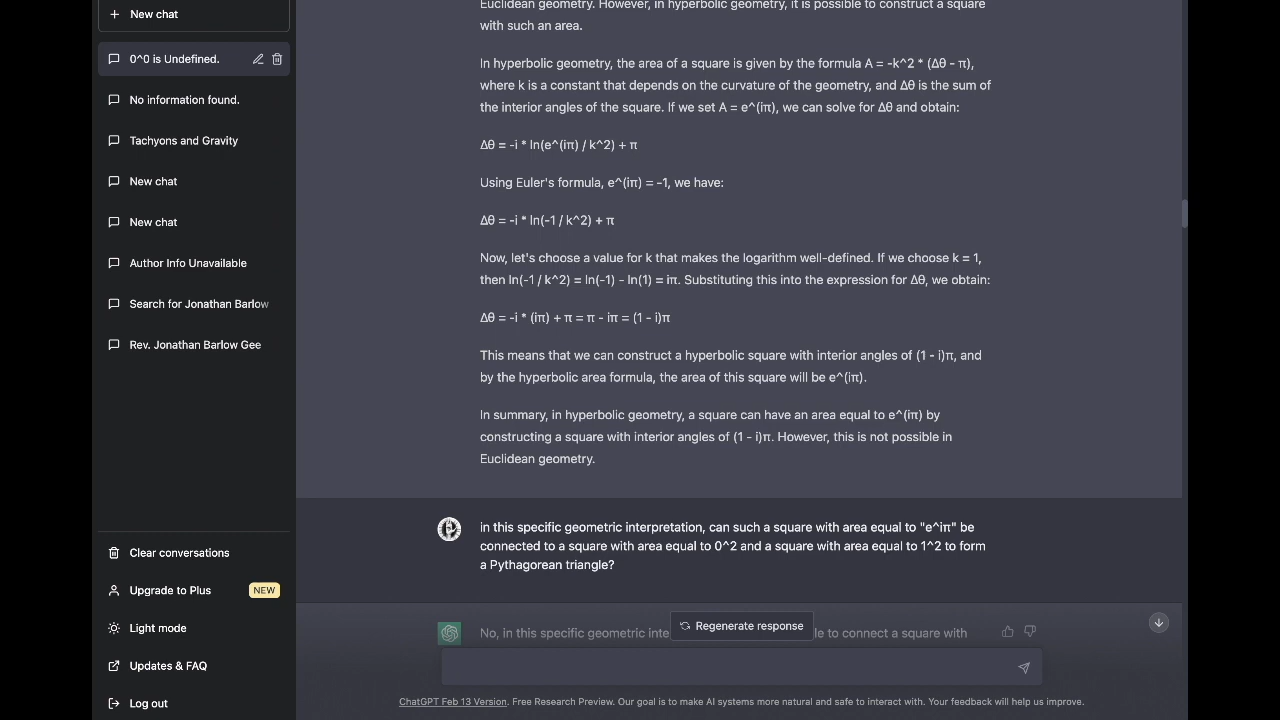 New chat
0^0 is Undefined.
No information found.
Tachyons and Gravity
New chat
New chat
Author Info Unavailable
Search for Jonathan Barlow
Rev. Jonathan Barlow Gee
Clear conversations
Upgrade to Plus NEW
Light mode
Updates & FAQ
Log out
Euclidean geometry. However, in hyperbolic geometry, it is possible to construct a square
with such an area.
In hyperbolic geometry, the area of a square is given by the formula A = -k^2 * (Δθ - π),
where k is a constant that depends on the curvature of the geometry, and Δθ is the sum of
the interior angles of the square. If we set A = e^(iπ), we can solve for Δθ and obtain:
Δθ = -i * ln(e^(iπ) / k^2) + π
Using Euler's formula, e^(iπ) = -1, we have:
Δθ = -i * ln(-1 / k^2) + π
Now, let's choose a value for k that makes the logarithm well-defined. If we choose k = 1,
then ln(-1 / k^2) = ln(-1) - ln(1) = iπ. Substituting this into the expression for Δθ, we obtain:
Δθ = -i * (iπ) + π = π - iπ = (1 - i)π
This means that we can construct a hyperbolic square with interior angles of (1 - i)π, and
by the hyperbolic area formula, the area of this square will be e^(iπ).
In summary, in hyperbolic geometry, a square can have an area equal to e^(iπ) by
constructing a square with interior angles of (1 - i)π. However, this is not possible in
Euclidean geometry.
in this specific geometric interpretation, can such a square with area equal to "e^iπ" be
connected to a square with area equal to 0^2 and a square with area equal to 1^2 to form
a Pythagorean triangle?
No, in this specific geometric inte le to connect a square with
Regenerate response
ChatGPT Feb 13 Version. Free Research Preview. Our goal is to make AI systems more natural and safe to interact with. Your feedback will help us improve.